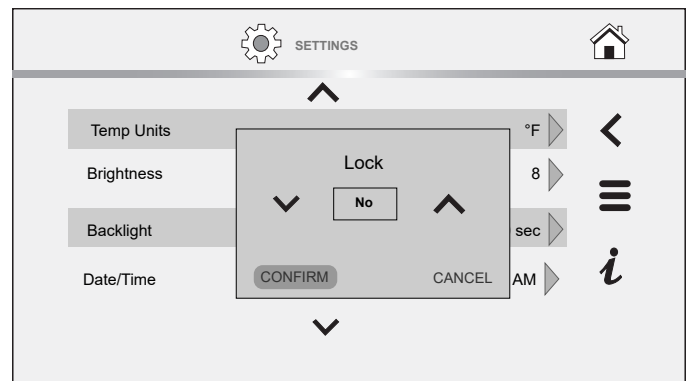 SETTINGS
Temp Units °F
Lock
Brightness 8
No
Backlight sec
CONFIRM CANCEL
Date/Time AM
i